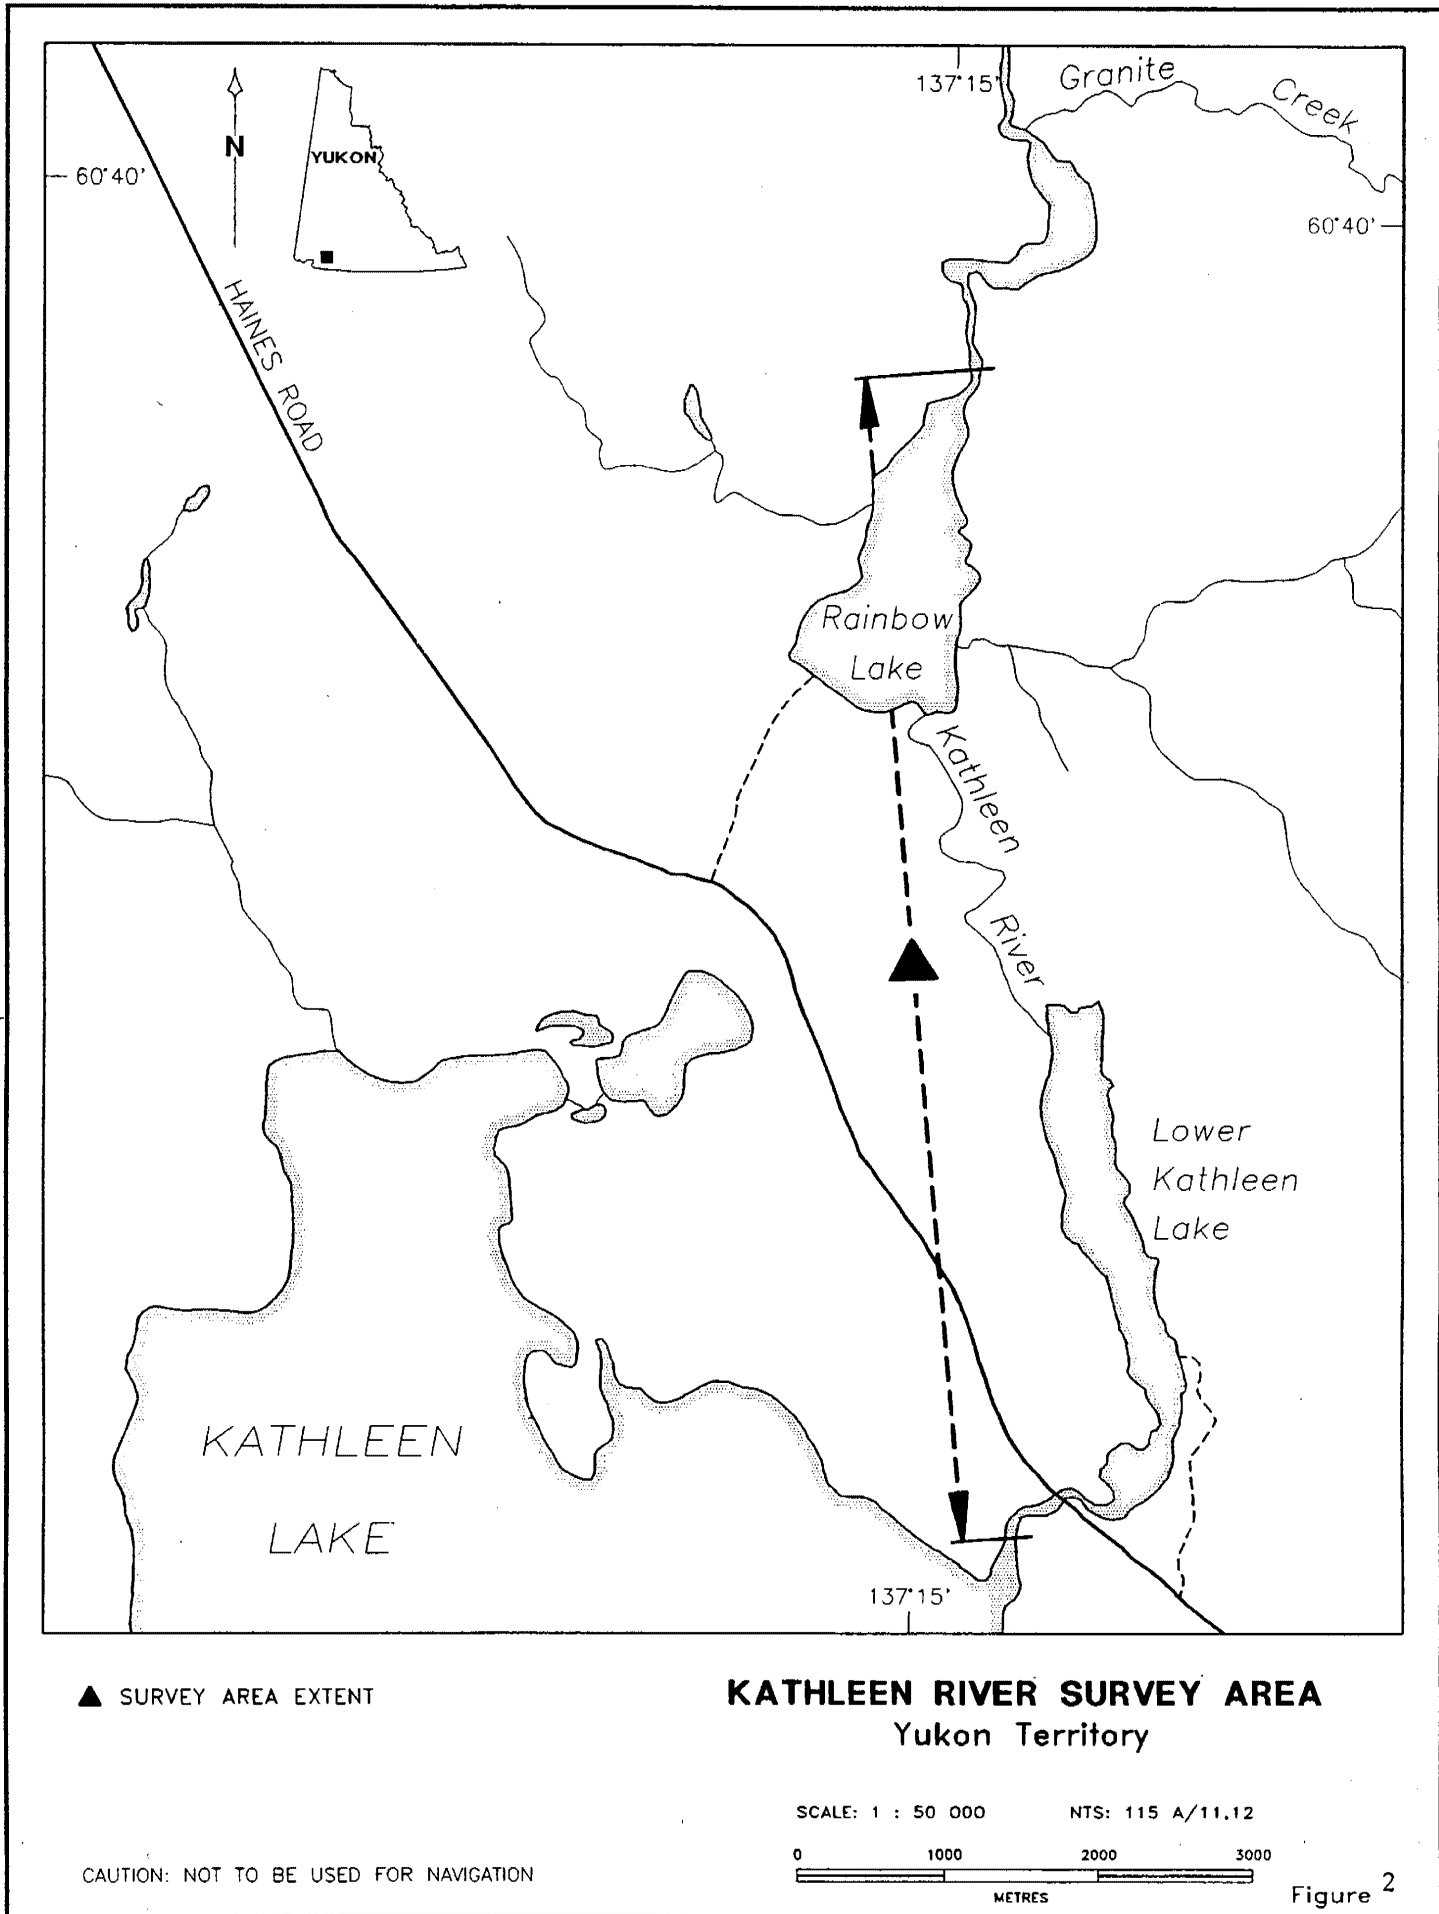 137°15'
Granite Creek
N
YUKON
60°40'
60°40'
HAINES ROAD
Rainbow
Lake
Kathleen River
Lower
Kathleen
Lake
KATHLEEN
LAKE
137°15'
▲ SURVEY AREA EXTENT
KATHLEEN RIVER SURVEY AREA
Yukon Territory
SCALE: 1 : 50 000 NTS: 115 A/11,12
0 1000 2000 3000
METRES
CAUTION: NOT TO BE USED FOR NAVIGATION
Figure 2